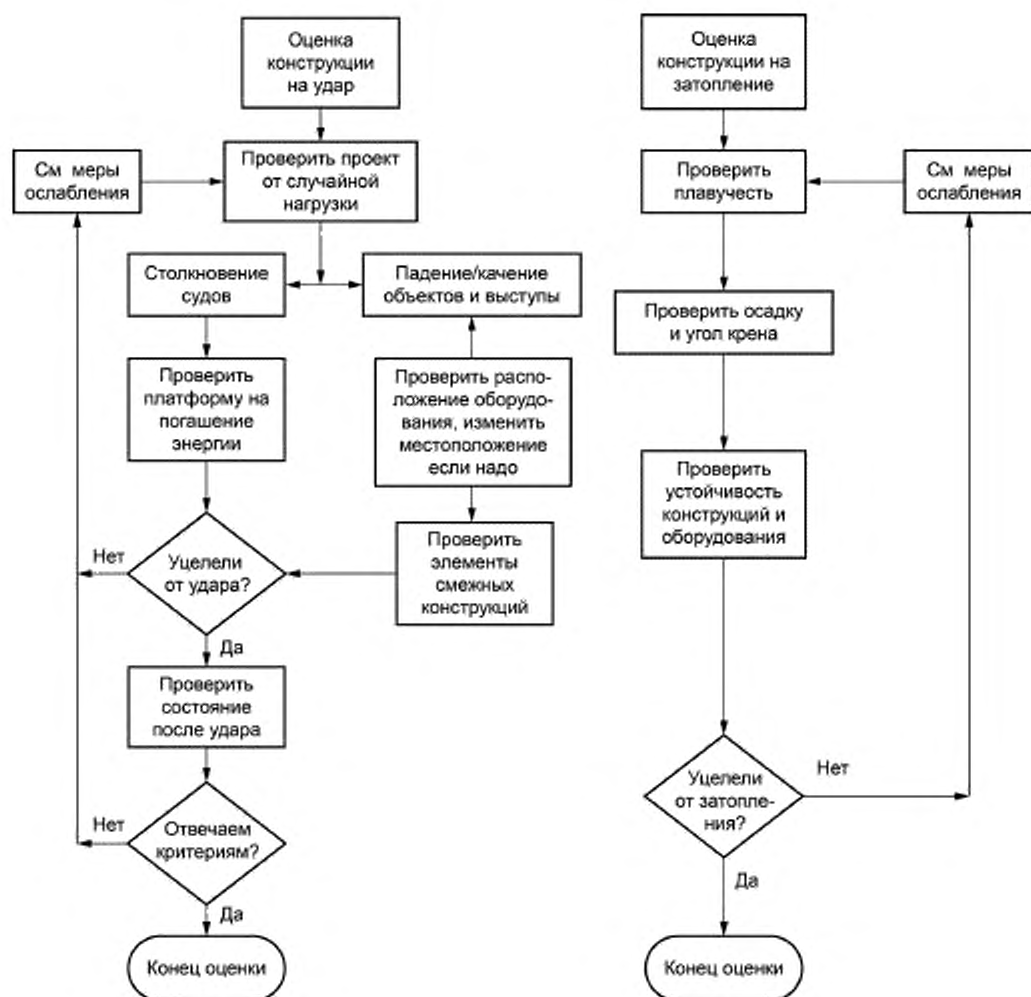 Оценка
конструкции
на удар
См меры
ослабления
Проверить проект
от случайной
нагрузки
Столкновение
судов
Падение/качение
объектов и выступы
Проверить
платформу на
погашение
энергии
Проверить распо-
ложение оборудо-
вания, изменить
местоположение
если надо
Нет
Уцелели
от удара?
Проверить
элементы
смежных
конструкций
Да
Проверить
состояние
после удара
Нет
Отвечаем
критериям?
Да
Конец оценки
Оценка
конструкции на
затопление
Проверить
плавучесть
См меры
ослабления
Проверить осадку
и угол крена
Проверить
устойчивость
конструкций и
оборудования
Уцелели
от затопле-
ния?
Нет
Да
Конец оценки